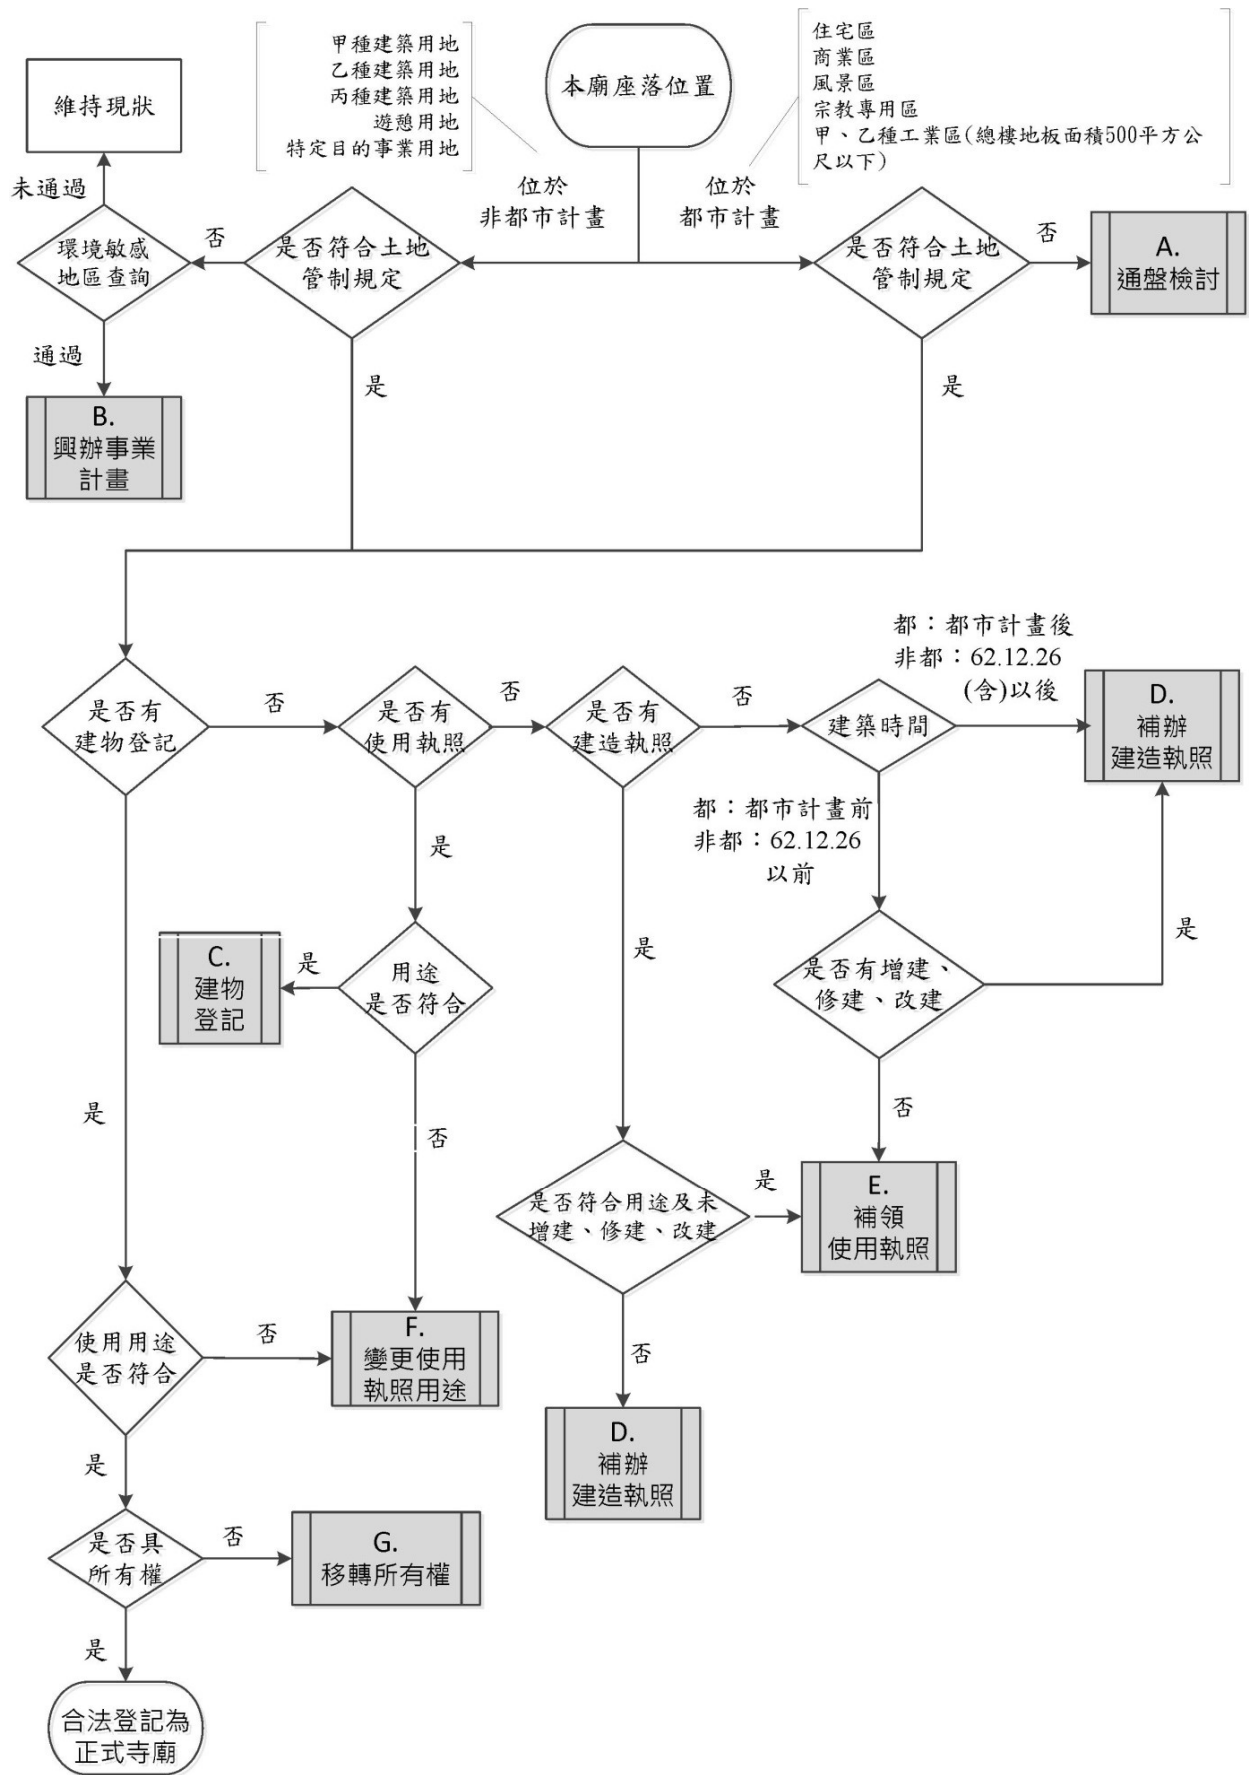 本廟座落位置
甲種建築用地
乙種建築用地
丙種建築用地
遊憩用地
特定目的事業用地
住宅區
商業區
風景區
宗教專用區
甲、乙種工業區(總樓地板面積500平方公
尺以下)
位於
非都市計畫
位於
都市計畫
維持現狀
未通過
環境敏感
地區查詢
否
是否符合土地
管制規定
是否符合土地
管制規定
否
A.
通盤檢討
通過
B.
興辦事業
計畫
是
是
是否有
建物登記
否
是否有
使用執照
否
是否有
建造執照
否
建築時間
都：都市計畫後
非都：62.12.26
(含)以後
D.
補辦
建造執照
都：都市計畫前
非都：62.12.26
以前
是
是
是
是否有增建、
修建、改建
C.
建物
登記
是
用途
是否符合
是
否
否
是否符合用途及未
增建、修建、改建
是
E.
補領
使用執照
使用用途
是否符合
否
F.
變更使用
執照用途
否
D.
補辦
建造執照
是
是否具
所有權
否
G.
移轉所有權
是
合法登記為
正式寺廟